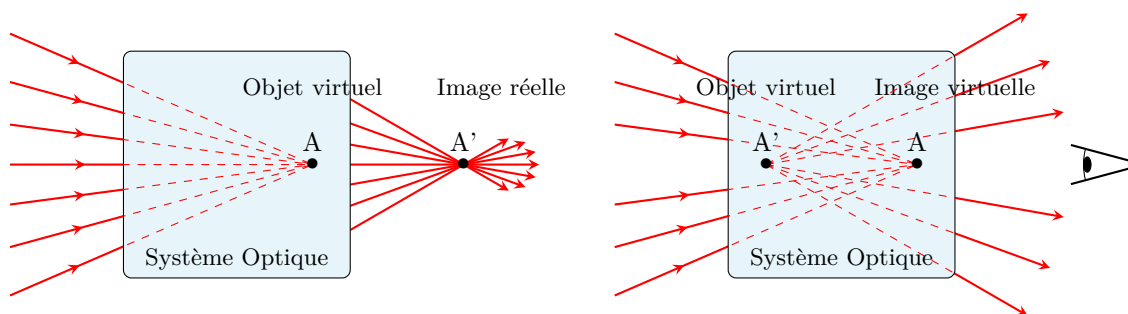 Objet virtuel
Image réelle
A
A'
Système Optique
Objet virtuel
Image virtuelle
A'
A
Système Optique